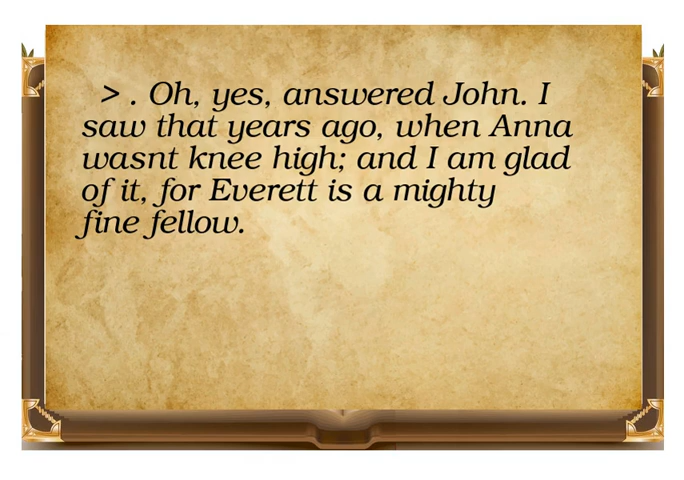 > . Oh, yes, answered John. I
saw that years ago, when Anna
wasnt knee high; and I am glad
of it, for Everett is a mighty
fine fellow.